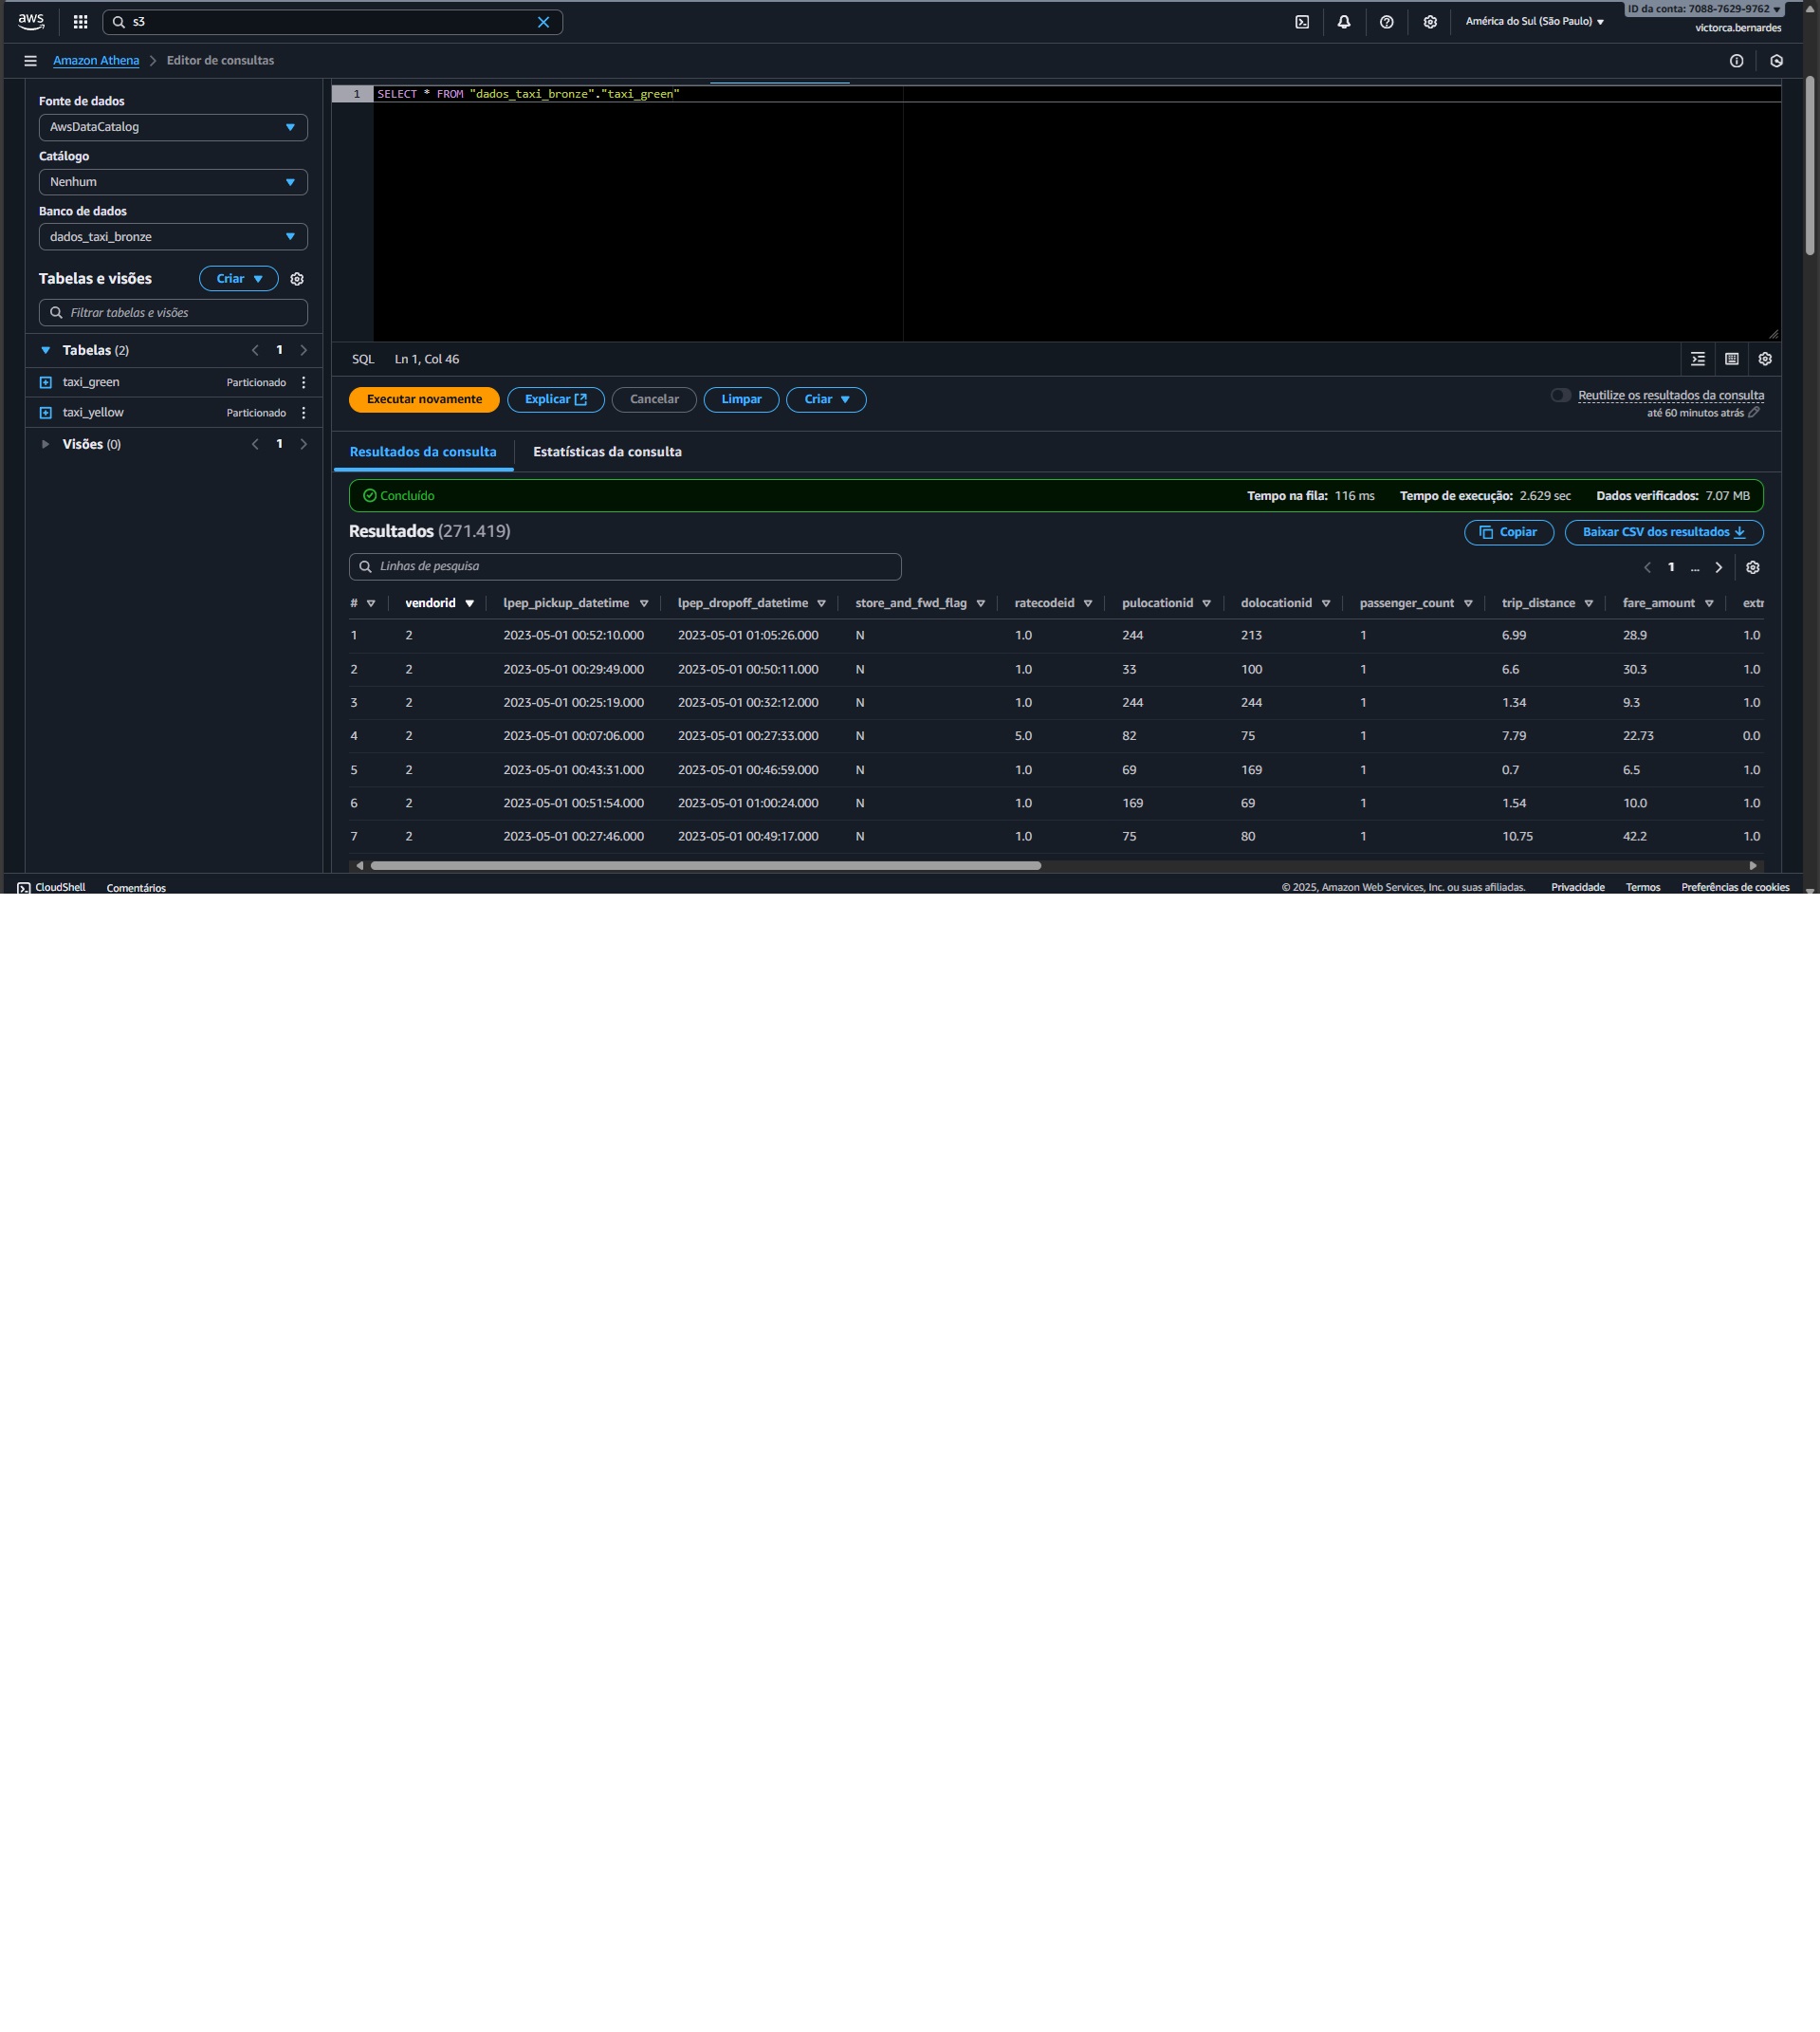 aws
s3
América do Sul (São Paulo)
ID da conta: 7088-7629-9762
victorca.bernardes
Amazon Athena
Editor de consultas
Fonte de dados
AwsDataCatalog
Catálogo
Nenhum
Banco de dados
dados_taxi_bronze
Tabelas e visões
Criar
Filtrar tabelas e visões
Tabelas (2)
1
taxi_green Particionado
taxi_yellow Particionado
Visões (0)
1
1 SELECT * FROM "dados_taxi_bronze"."taxi_green"
SQL Ln 1, Col 46
Executar novamente Explicar Cancelar Limpar Criar
Reutilize os resultados da consulta
até 60 minutos atrás
Resultados da consulta Estatísticas da consulta
Concluído Tempo na fila: 116 ms Tempo de execução: 2.629 sec Dados verificados: 7.07 MB
Resultados (271.419) Copiar Baixar CSV dos resultados
Linhas de pesquisa 1 ...
# vendorid lpep_pickup_datetime lpep_dropoff_datetime store_and_fwd_flag ratecodeid pulocationid dolocationid passenger_count trip_distance fare_amount extr
1 2 2023-05-01 00:52:10.000 2023-05-01 01:05:26.000 N 1.0 244 213 1 6.99 28.9 1.0
2 2 2023-05-01 00:29:49.000 2023-05-01 00:50:11.000 N 1.0 33 100 1 6.6 30.3 1.0
3 2 2023-05-01 00:25:19.000 2023-05-01 00:32:12.000 N 1.0 244 244 1 1.34 9.3 1.0
4 2 2023-05-01 00:07:06.000 2023-05-01 00:27:33.000 N 5.0 82 75 1 7.79 22.73 0.0
5 2 2023-05-01 00:43:31.000 2023-05-01 00:46:59.000 N 1.0 69 169 1 0.7 6.5 1.0
6 2 2023-05-01 00:51:54.000 2023-05-01 01:00:24.000 N 1.0 169 69 1 1.54 10.0 1.0
7 2 2023-05-01 00:27:46.000 2023-05-01 00:49:17.000 N 1.0 75 80 1 10.75 42.2 1.0
CloudShell Comentários © 2025, Amazon Web Services, Inc. ou suas afiliadas. Privacidade Termos Preferências de cookies